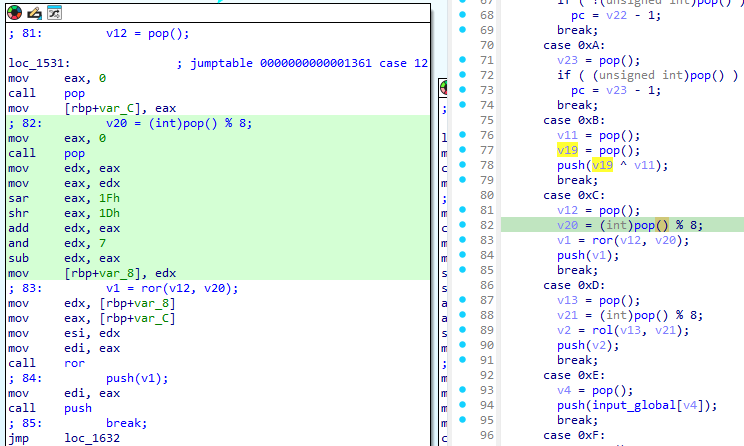 ; 81:        v12 = pop();
loc_1531:                ; jumptable 0000000000001361 case 12
mov     eax, 0
call    pop
mov     [rbp+var_C], eax
; 82:        v20 = (int)pop() % 8;
mov     eax, 0
call    pop
mov     edx, eax
mov     eax, edx
sar     eax, 1Fh
shr     eax, 1Dh
add     edx, eax
and     edx, 7
sub     edx, eax
mov     [rbp+var_8], edx
; 83:        v1 = ror(v12, v20);
mov     edx, [rbp+var_8]
mov     eax, [rbp+var_C]
mov     esi, edx
mov     edi, eax
call    ror
; 84:        push(v1);
mov     edi, eax
call    push
; 85:        break;
jmp     loc_1632
;
l
m
c
m
;
m
c
m
m
s
s
a
a
s
m
;
m
m
m
m
c
;
m
c
67 if ( !(unsigned int)pop() )
68 pc = v22 - 1;
69 break;
70 case 0xA:
71 v23 = pop();
72 if ( (unsigned int)pop() )
73 pc = v23 - 1;
74 break;
75 case 0xB:
76 v11 = pop();
77 v19 = pop();
78 push(v19 ^ v11);
79 break;
80 case 0xC:
81 v12 = pop();
82 v20 = (int)pop() % 8;
83 v1 = ror(v12, v20);
84 push(v1);
85 break;
86 case 0xD:
87 v13 = pop();
88 v21 = (int)pop() % 8;
89 v2 = rol(v13, v21);
90 push(v2);
91 break;
92 case 0xE:
93 v4 = pop();
94 push(input_global[v4]);
95 break;
96 case 0xF: